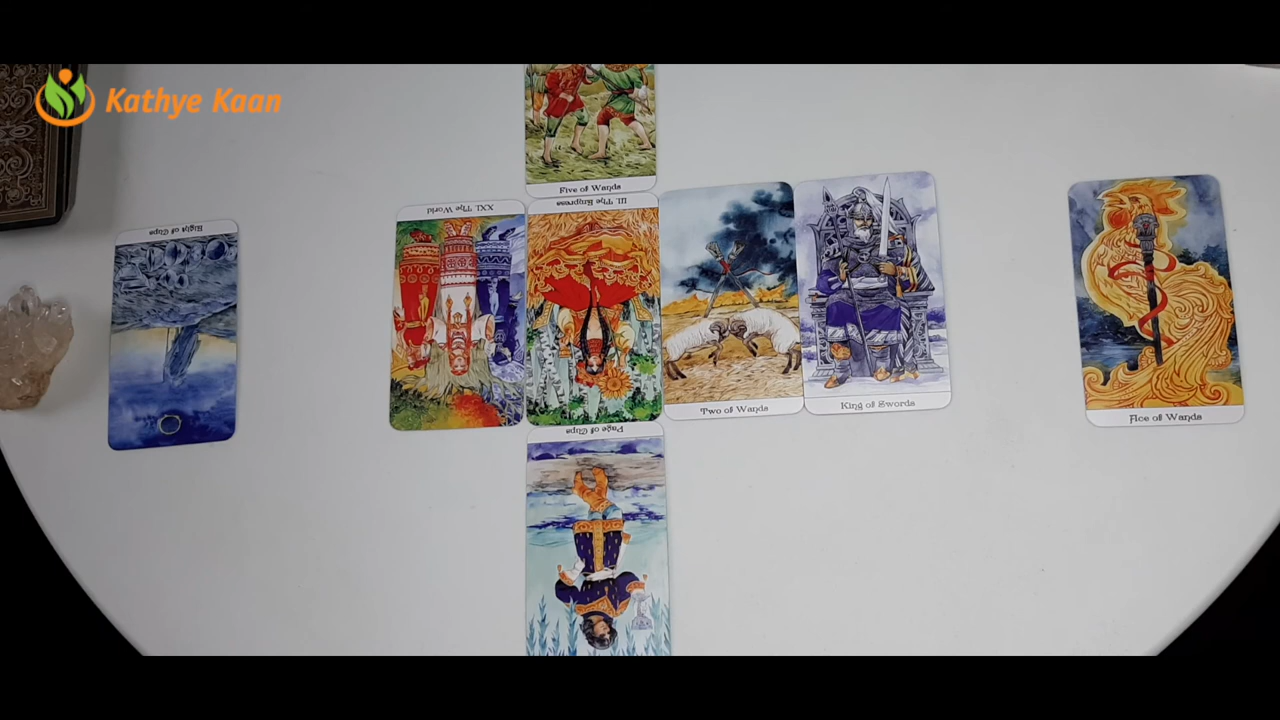 Kathye Kaan
Five of Wands
XXI. The World
III. The Empress
Eight of Cups
Two of Wands
King of Swords
Ace of Wands
Page of Cups